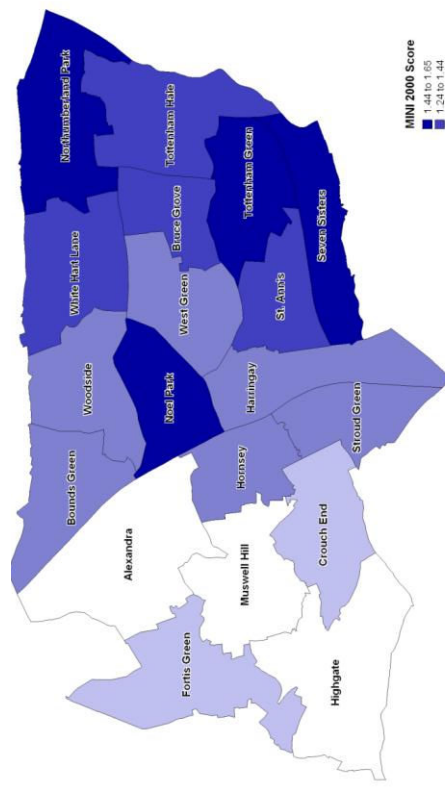 Northumberland Park
White Hart Lane
Tottenham Hale
Bruce Grove
Woodside
West Green
Tottenham Green
Bounds Green
Noel Park
St. Ann's
Seven Sisters
Alexandra
Harringay
Hornsey
Stroud Green
Muswell Hill
Crouch End
Fortis Green
Highgate
MINI 2000 Score
1.44 to 1.65
1.24 to 1.44